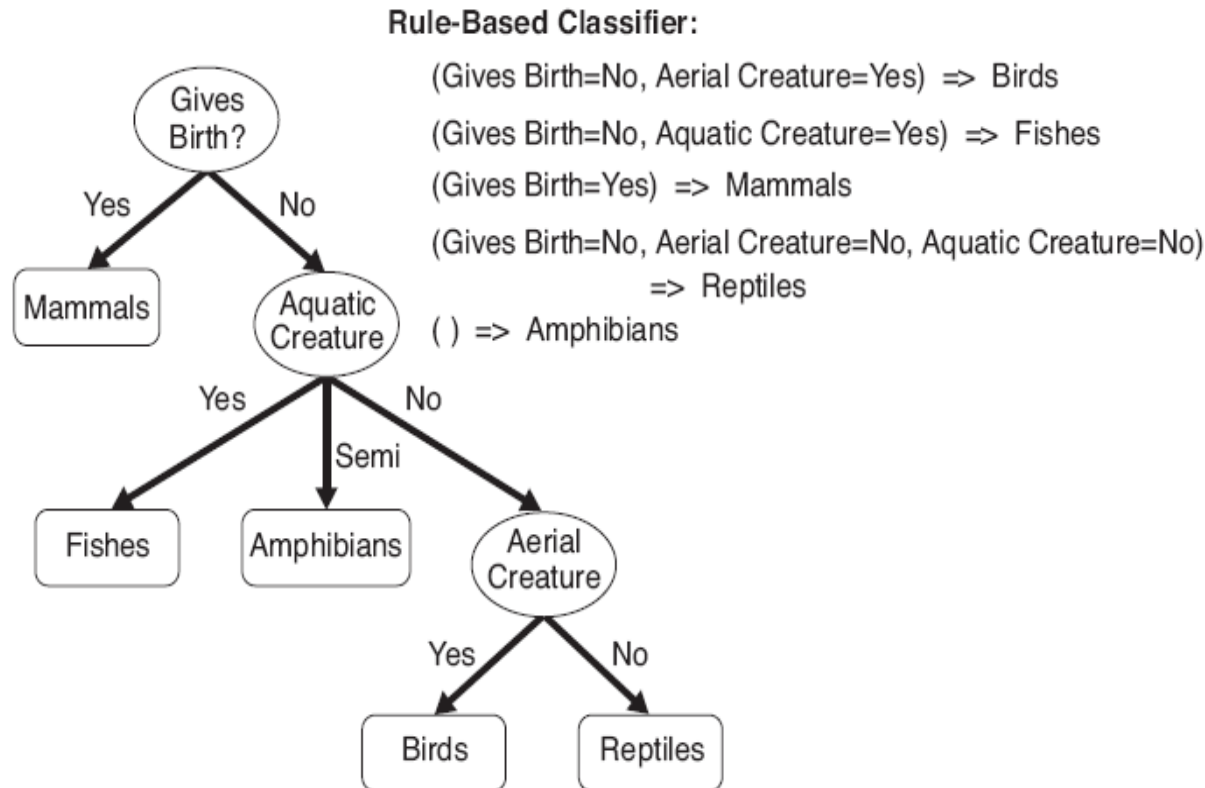 Rule-Based Classifier:
(Gives Birth=No, Aerial Creature=Yes) => Birds
(Gives Birth=No, Aquatic Creature=Yes) => Fishes
(Gives Birth=Yes) => Mammals
(Gives Birth=No, Aerial Creature=No, Aquatic Creature=No)
=> Reptiles
( ) => Amphibians
Gives
Birth?
Yes
No
Mammals
Aquatic
Creature
Yes
Semi
No
Fishes
Amphibians
Aerial
Creature
Yes
No
Birds
Reptiles